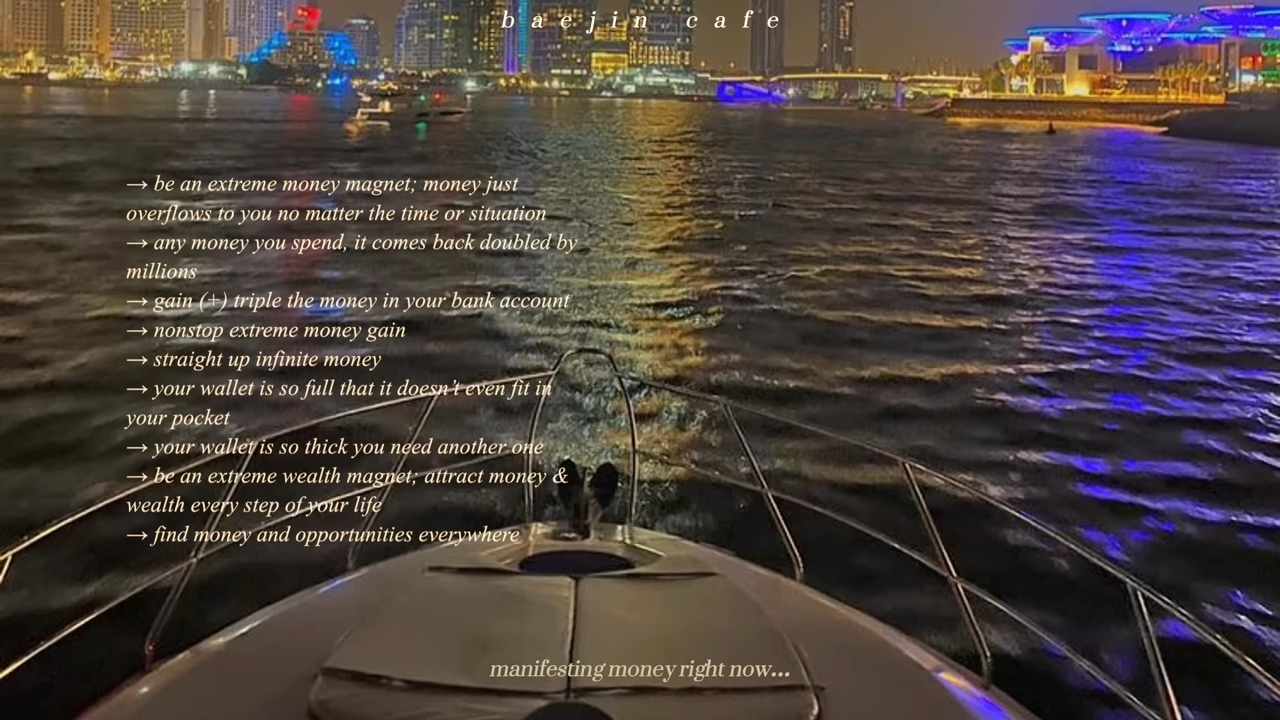 baejin cafe
→ be an extreme money magnet; money just
overflows to you no matter the time or situation
→ any money you spend, it comes back doubled by
millions
→ gain (+) triple the money in your bank account
→ nonstop extreme money gain
→ straight up infinite money
→ your wallet is so full that it doesn't even fit in
your pocket
→ your wallet is so thick you need another one
→ be an extreme wealth magnet; attract money &
wealth every step of your life
→ find money and opportunities everywhere
manifesting money right now...